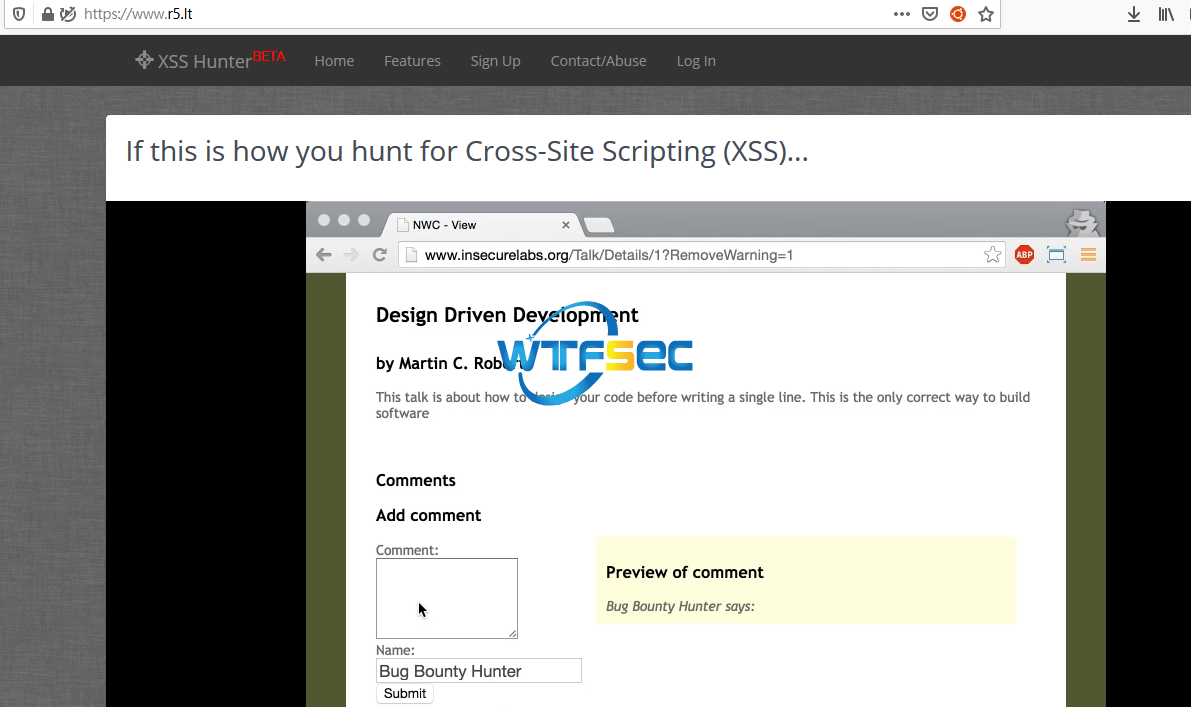 https://www.r5.lt
XSS Hunter BETA Home Features Sign Up Contact/Abuse Log In
If this is how you hunt for Cross-Site Scripting (XSS)...
NWC - View
www.insecurelabs.org/Talk/Details/1?RemoveWarning=1
ABP
Design Driven Development
WTFSEC
by Martin C. Rob
This talk is about how to design your code before writing a single line. This is the only correct way to build
software
Comments
Add comment
Comment:
Preview of comment
Bug Bounty Hunter says:
Name:
Bug Bounty Hunter
Submit